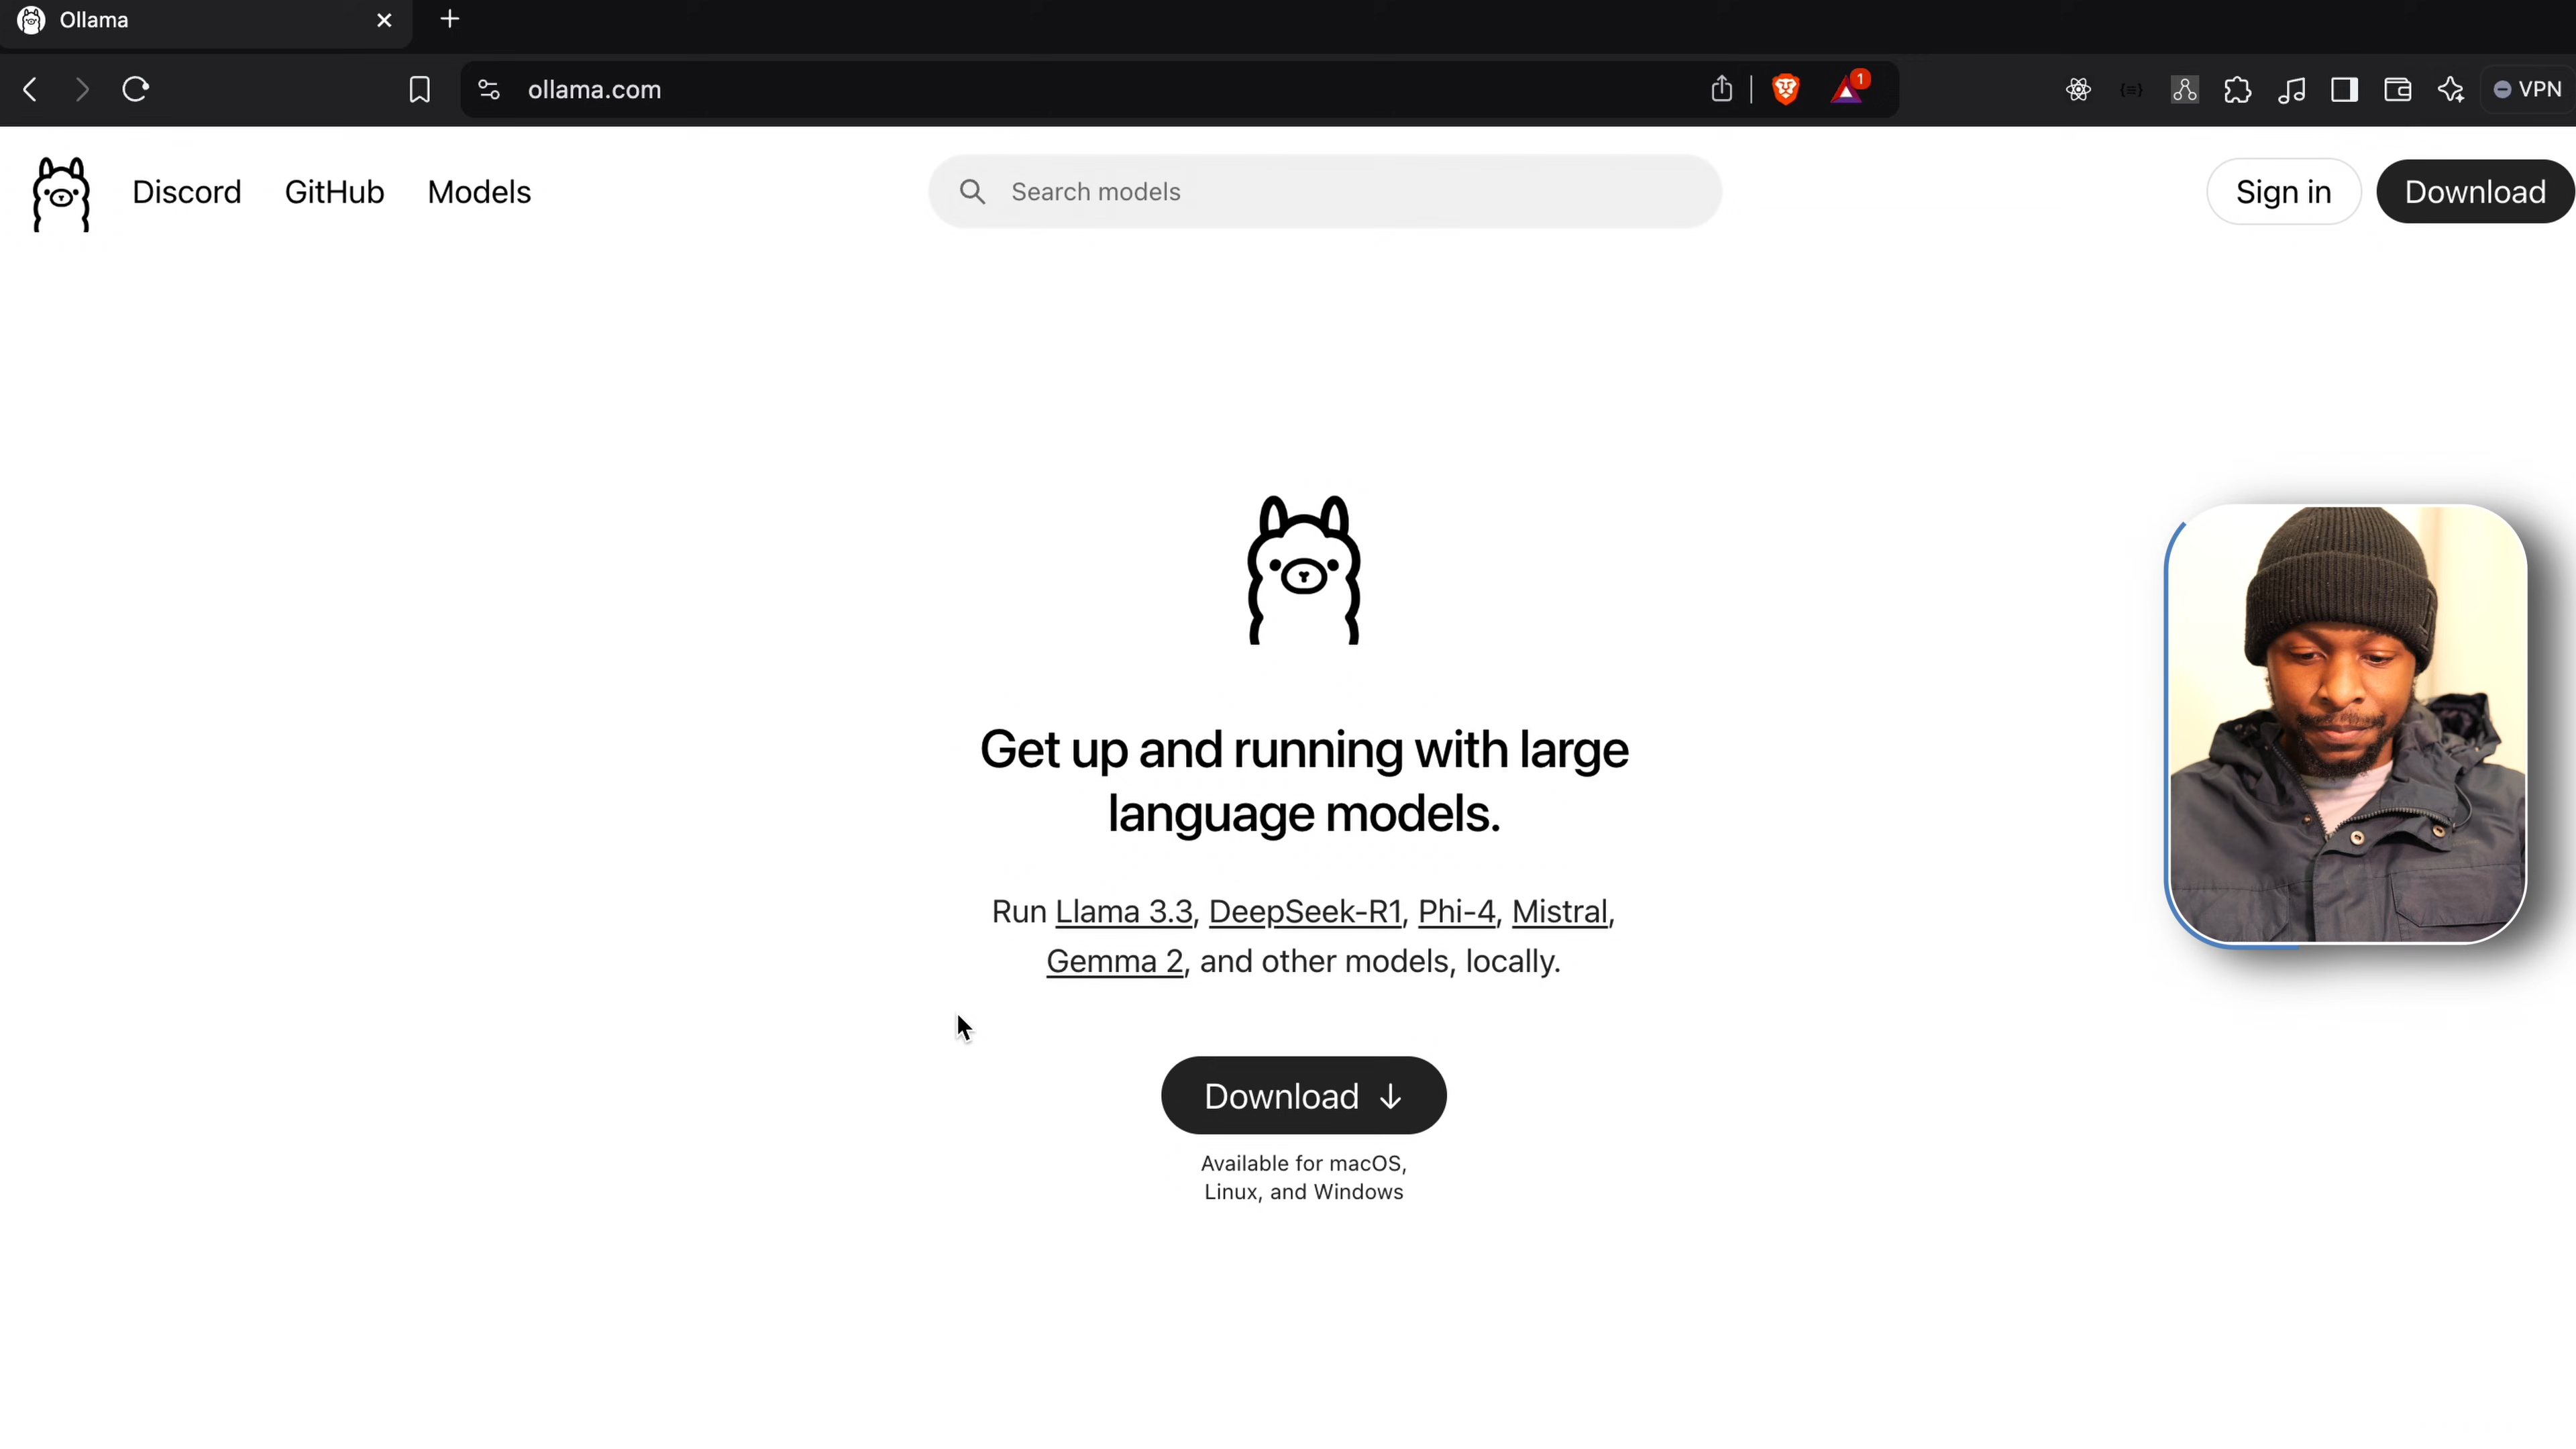 Ollama
ollama.com
1
VPN
Discord
GitHub
Models
Search models
Sign in
Download
Get up and running with large
language models.
Run Llama 3.3, DeepSeek-R1, Phi-4, Mistral,
Gemma 2, and other models, locally.
Download ↓
Available for macOS,
Linux, and Windows